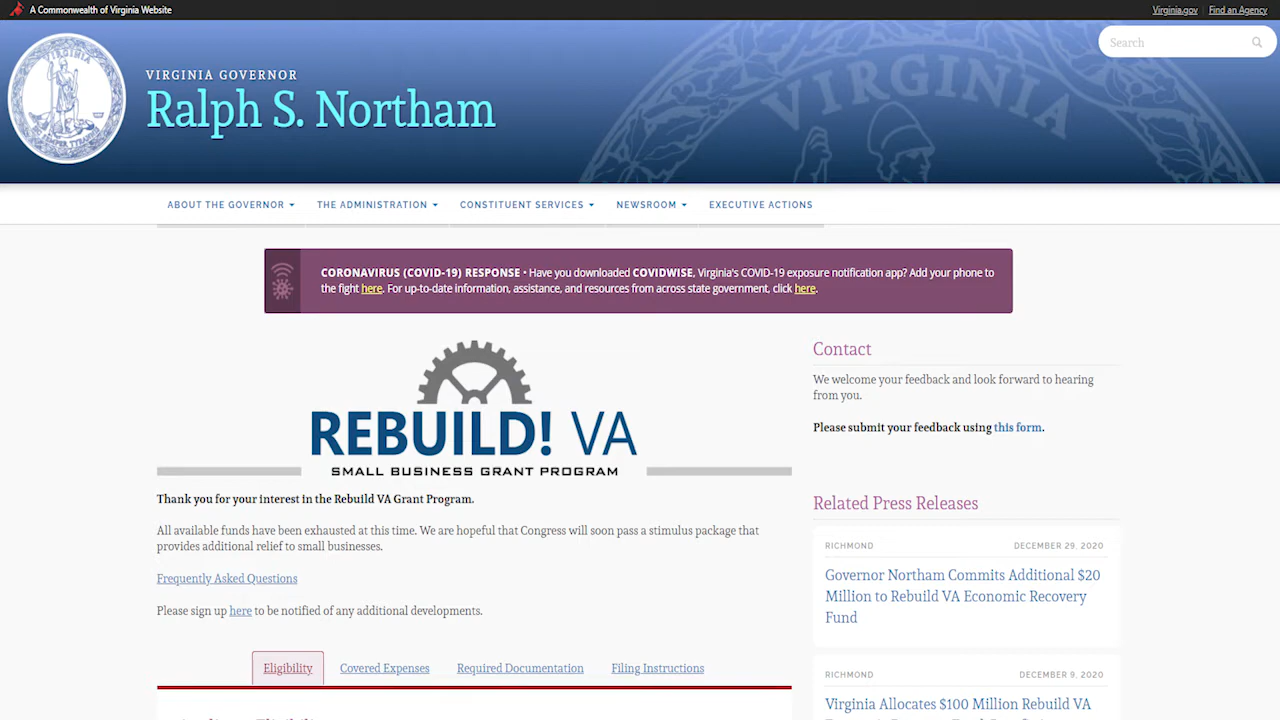 A Commonwealth of Virginia Website
Virginia.gov | Find an Agency
Search
VIRGINIA GOVERNOR
Ralph S. Northam
VIRGINIA
ABOUT THE GOVERNOR
THE ADMINISTRATION
CONSTITUENT SERVICES
NEWSROOM
EXECUTIVE ACTIONS
CORONAVIRUS (COVID-19) RESPONSE • Have you downloaded COVIDWISE, Virginia's COVID-19 exposure notification app? Add your phone to
the fight here. For up-to-date information, assistance, and resources from across state government, click here.
REBUILD! VA
SMALL BUSINESS GRANT PROGRAM
Thank you for your interest in the Rebuild VA Grant Program.
All available funds have been exhausted at this time. We are hopeful that Congress will soon pass a stimulus package that
provides additional relief to small businesses.
Frequently Asked Questions
Please sign up here to be notified of any additional developments.
Eligibility
Covered Expenses
Required Documentation
Filing Instructions
Contact
We welcome your feedback and look forward to hearing
from you.
Please submit your feedback using this form.
Related Press Releases
RICHMOND
DECEMBER 29, 2020
Governor Northam Commits Additional $20
Million to Rebuild VA Economic Recovery
Fund
RICHMOND
DECEMBER 9, 2020
Virginia Allocates $100 Million Rebuild VA